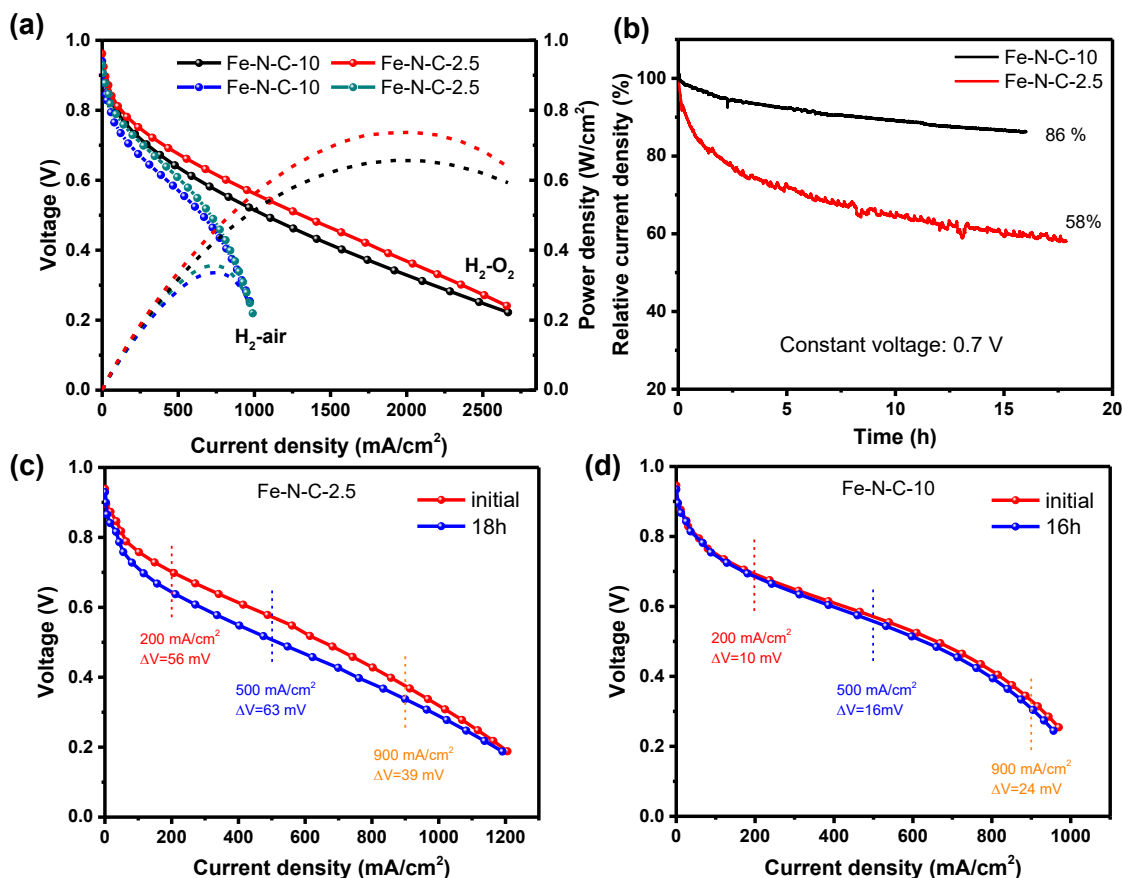 (a)
Fe-N-C-10 Fe-N-C-2.5
Fe-N-C-10 Fe-N-C-2.5
H2-O2
H2-air
Voltage (V)
1.0
0.8
0.6
0.4
0.2
0.0
Power density (W/cm²)
1.0
0.8
0.6
0.4
0.2
0.0
0 500 1000 1500 2000 2500
Current density (mA/cm²)
(b)
Fe-N-C-10
Fe-N-C-2.5
86 %
58%
Constant voltage: 0.7 V
Relative current density (%)
100
80
60
40
20
0 5 10 15 20
Time (h)
(c)
Fe-N-C-2.5
initial
18h
200 mA/cm²
ΔV=56 mV
500 mA/cm²
ΔV=63 mV
900 mA/cm²
ΔV=39 mV
Voltage (V)
1.0
0.8
0.6
0.4
0.2
0.0
0 200 400 600 800 1000 1200
Current density (mA/cm²)
(d)
Fe-N-C-10
initial
16h
200 mA/cm²
ΔV=10 mV
500 mA/cm²
ΔV=16mV
900 mA/cm²
ΔV=24 mV
Voltage (V)
1.0
0.8
0.6
0.4
0.2
0.0
0 200 400 600 800 1000
Current density (mA/cm²)